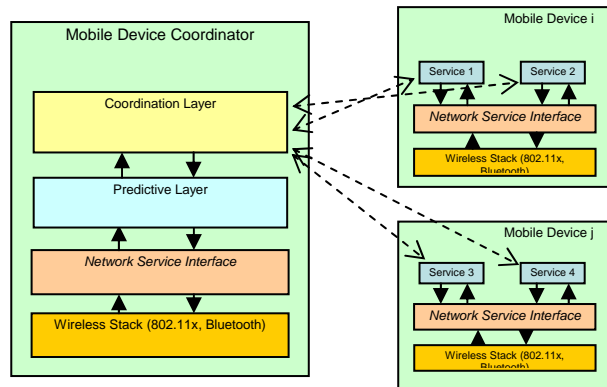 Mobile Device Coordinator
Coordination Layer
Predictive Layer
Network Service Interface
Wireless Stack (802.11x, Bluetooth)
Mobile Device i
Service 1
Service 2
Network Service Interface
Wireless Stack (802.11x,
Bluetooth)
Mobile Device j
Service 3
Service 4
Network Service Interface
Wireless Stack (802.11x,
Bluetooth)